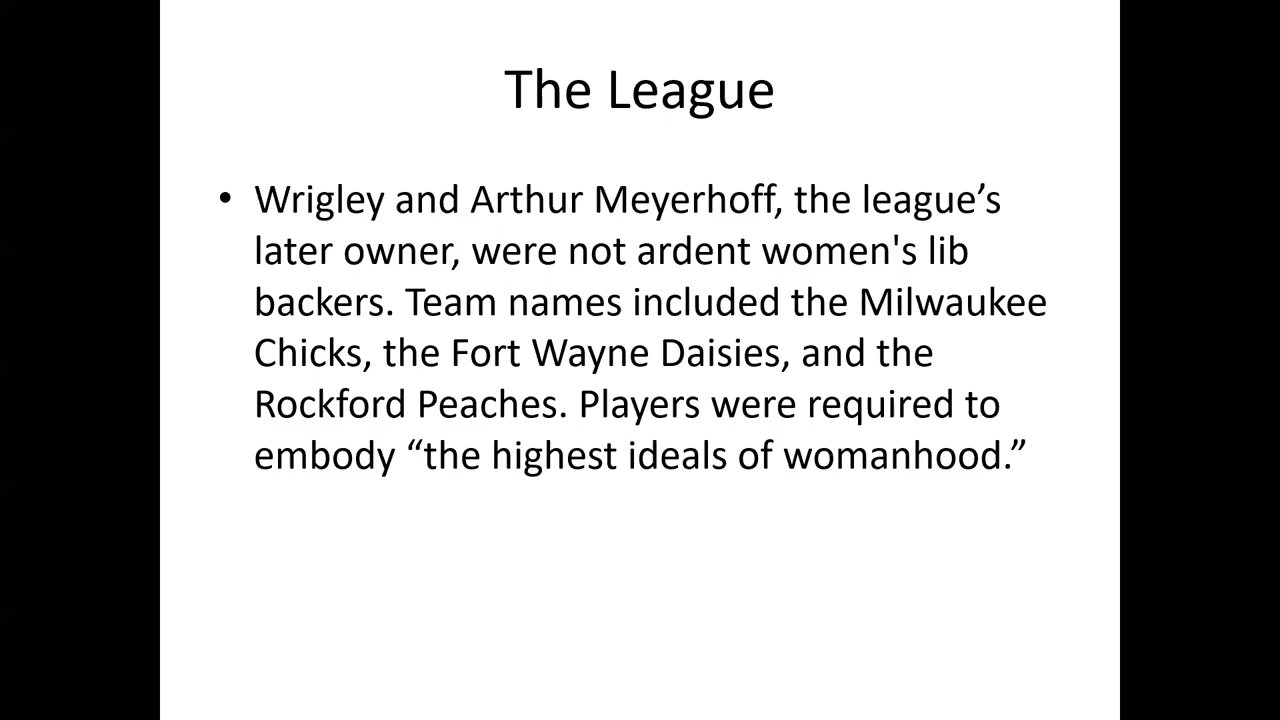 The League
• Wrigley and Arthur Meyerhoff, the league’s
later owner, were not ardent women's lib
backers. Team names included the Milwaukee
Chicks, the Fort Wayne Daisies, and the
Rockford Peaches. Players were required to
embody “the highest ideals of womanhood.”